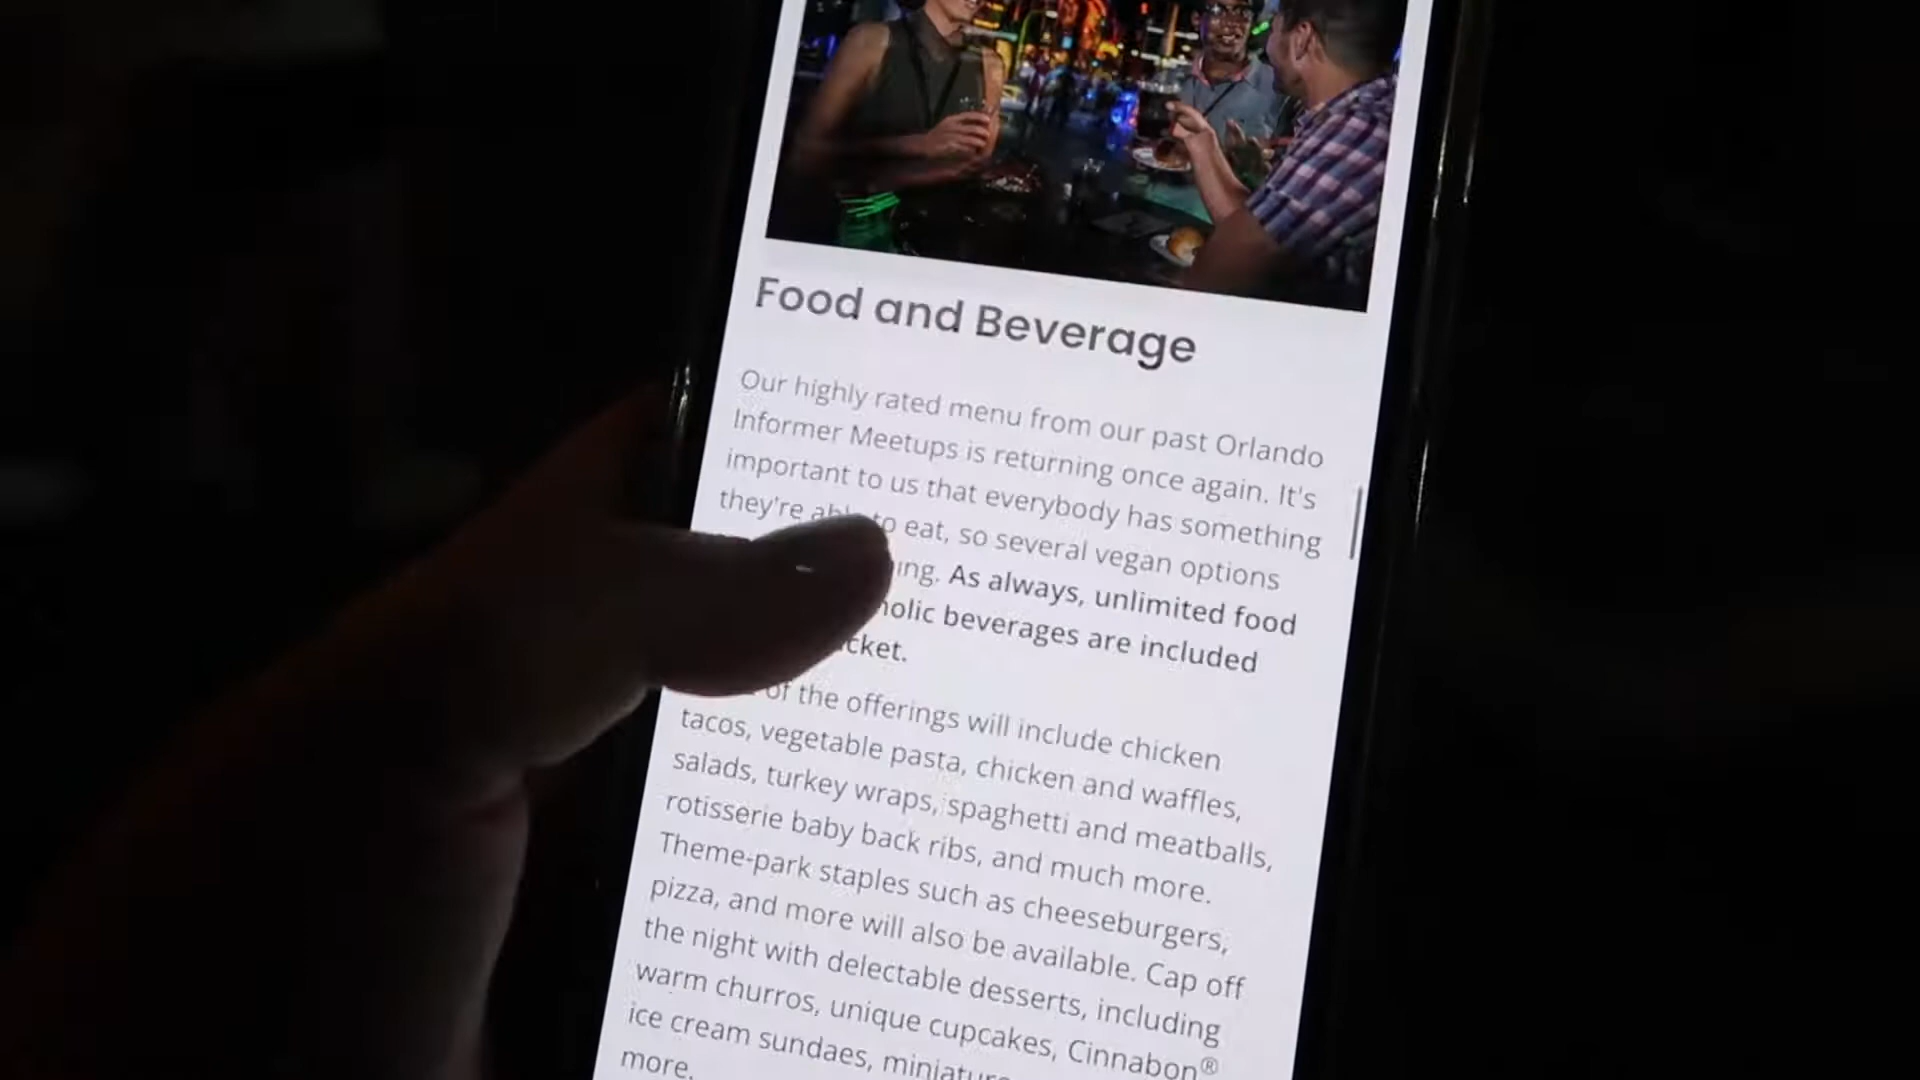 Food and Beverage
Our highly rated menu from our past Orlando
Informer Meetups is returning once again. It's
important to us that everybody has something
they're able to eat, so several vegan options
As always, unlimited food
beverages are included
of the offerings will include chicken
tacos, vegetable pasta, chicken and waffles,
salads, turkey wraps, spaghetti and meatballs,
rotisserie baby back ribs, and much more.
Theme-park staples such as cheeseburgers,
pizza, and more will also be available. Cap off
the night with delectable desserts, including
warm churros, unique cupcakes, Cinnabon®
ice cream sundaes,
more.